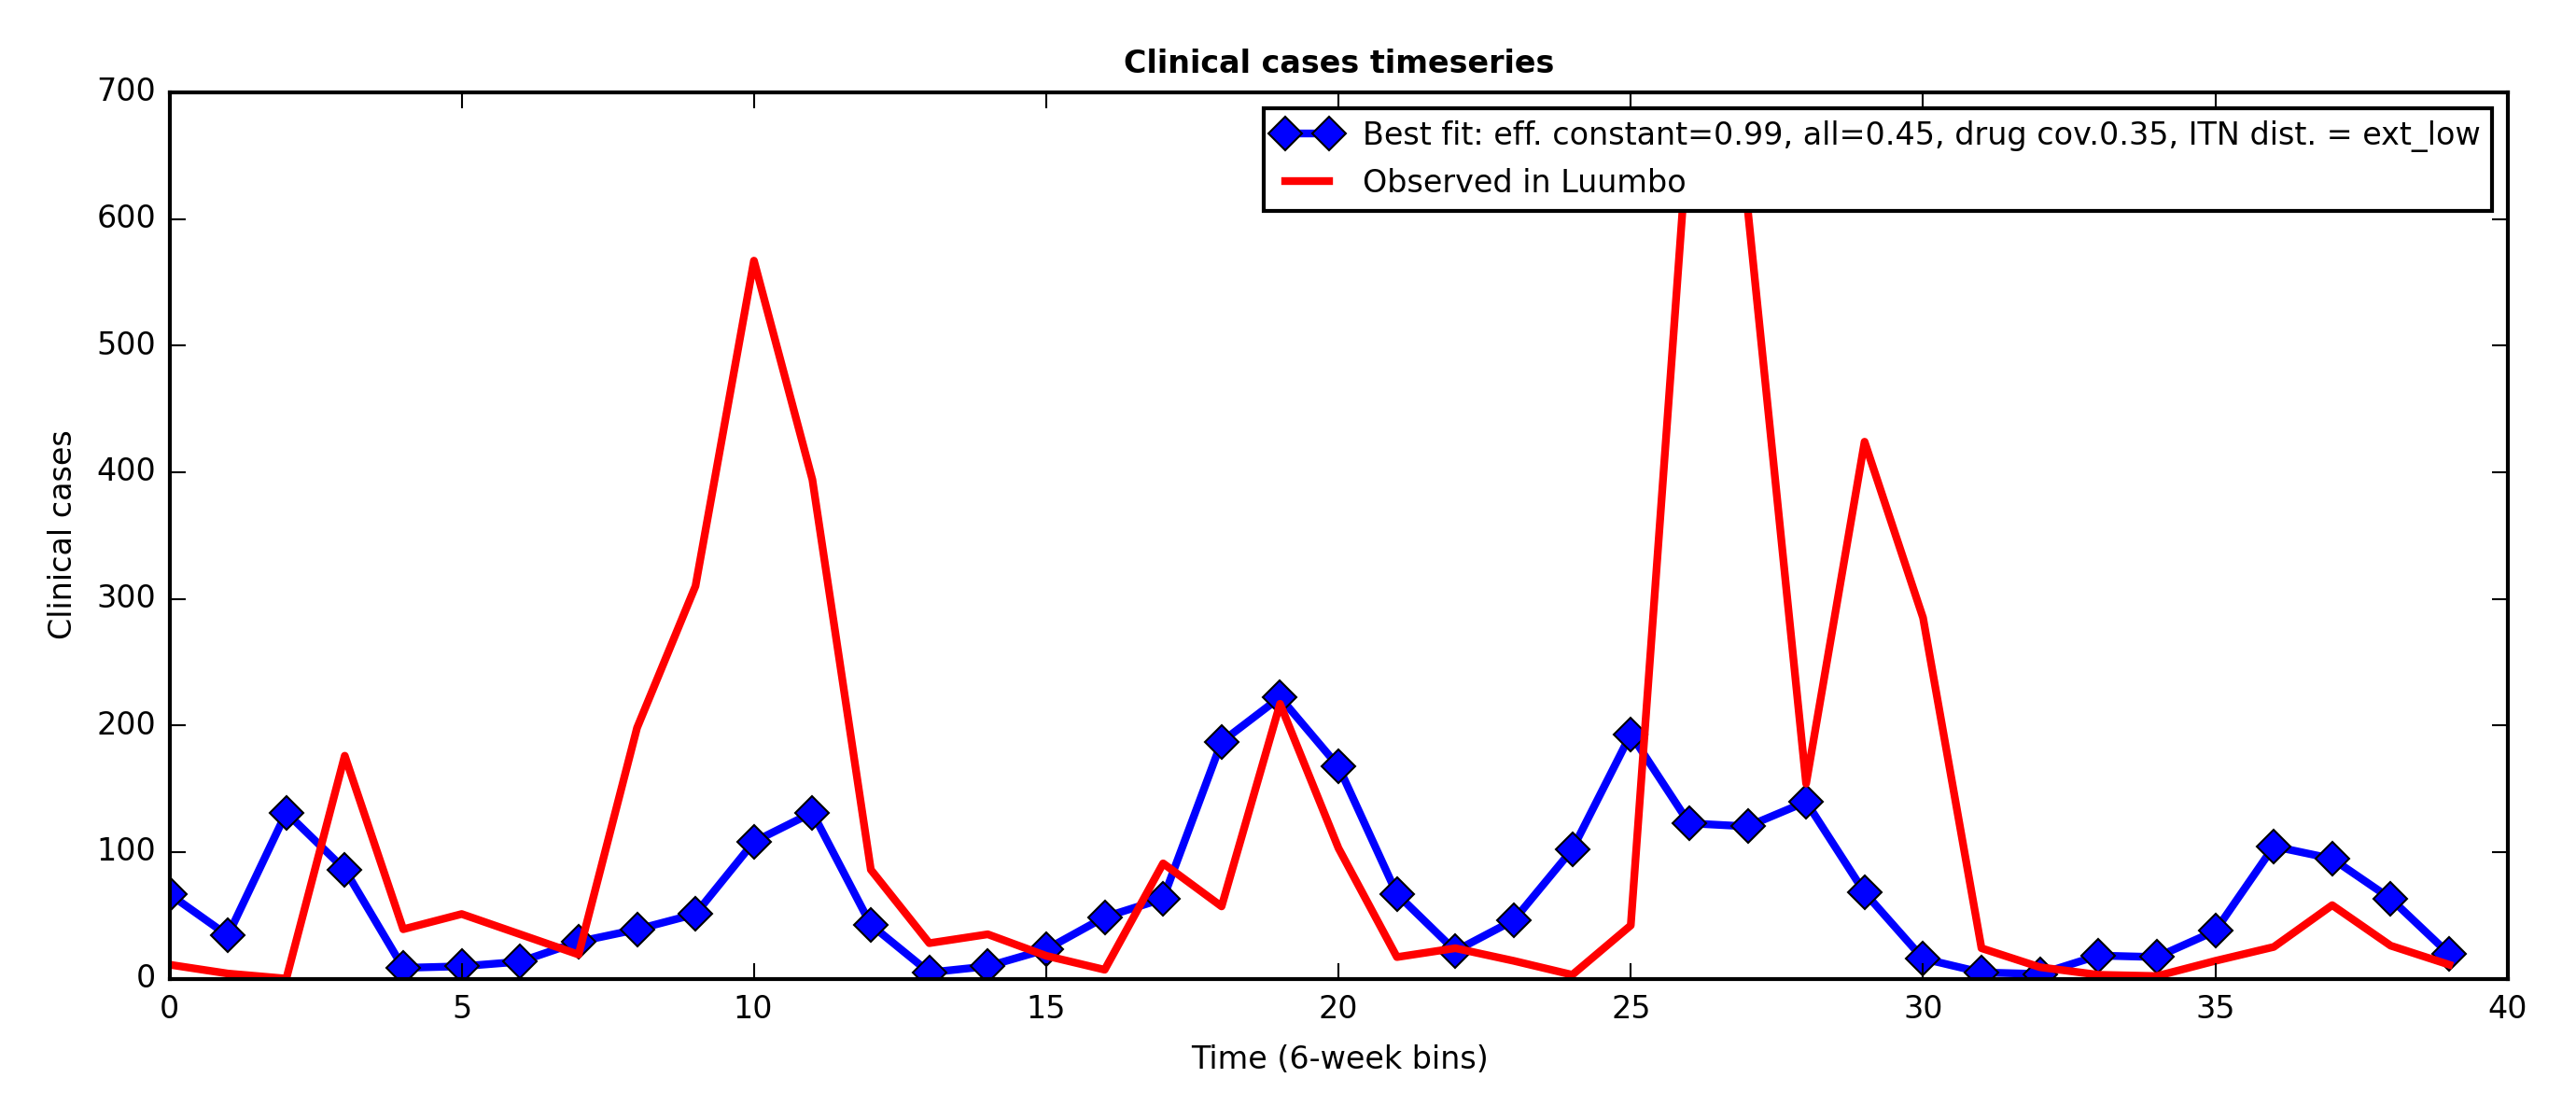 Clinical cases timeseries
700
600
500
400
300
200
100
0
Clinical cases
Best fit: eff. constant=0.99, all=0.45, drug cov.0.35, ITN dist. = ext_low
Observed in Luumbo
0 5 10 15 20 25 30 35 40
Time (6-week bins)